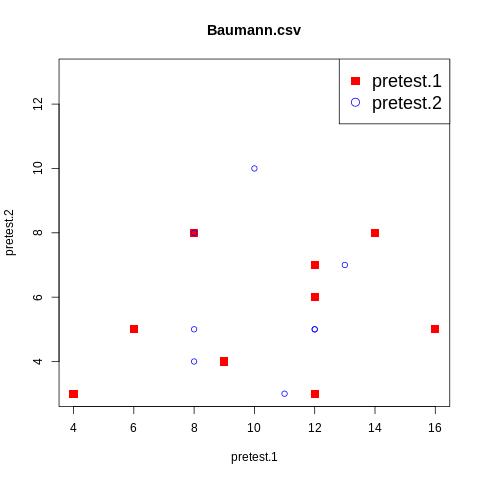 Baumann.csv
pretest.1
pretest.2
12
10
8
6
4
pretest.2
4 6 8 10 12 14 16
pretest.1